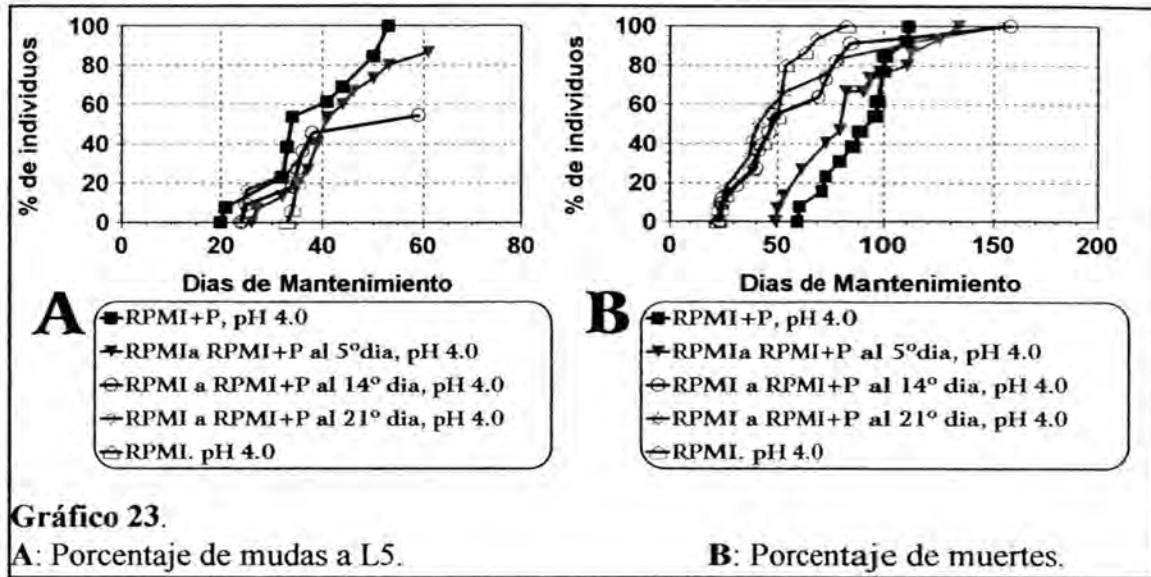 % de individuos
100
80
60
40
20
0
0 20 40 60 80
Dias de Mantenimiento
A
RPMI+P, pH 4.0
RPMIa RPMI+P al 5ºdia, pH 4.0
RPMI a RPMI+P al 14º dia, pH 4.0
RPMI a RPMI+P al 21º dia, pH 4.0
RPMI. pH 4.0
% de individuos
100
80
60
40
20
0
0 50 100 150 200
Dias de Mantenimiento
B
RPMI+P, pH 4.0
RPMIa RPMI+P al 5ºdia, pH 4.0
RPMI a RPMI+P al 14º dia, pH 4.0
RPMI a RPMI+P al 21º dia, pH 4.0
RPMI. pH 4.0
Gráfico 23.
A: Porcentaje de mudas a L5. B: Porcentaje de muertes.